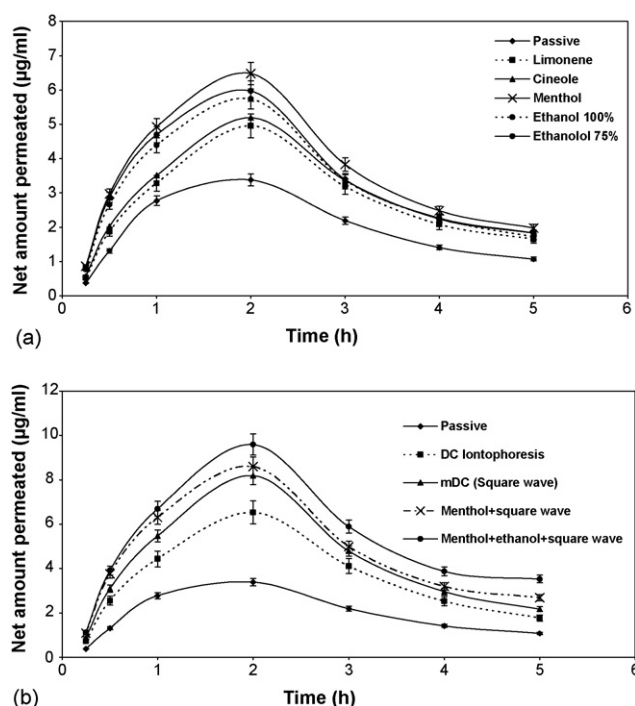 Net amount permeated (µg/ml)
8
7
6
5
4
3
2
1
0
Passive
Limonene
Cineole
Menthol
Ethanol 100%
Ethanolol 75%
0 1 2 3 4 5 6
Time (h)
(a)
Net amount permeated (µg/ml)
12
10
8
6
4
2
0
Passive
DC Iontophoresis
mDC (Square wave)
Menthol+square wave
Menthol+ethanol+square wave
0 1 2 3 4 5 6
Time (h)
(b)